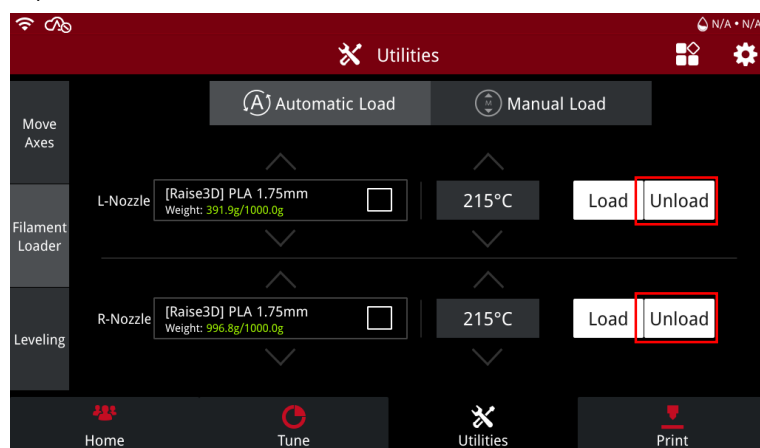 N/A • N/A
Utilities
A Automatic Load
M Manual Load
Move
Axes
L-Nozzle
[Raise3D] PLA 1.75mm
Weight: 391.9g/1000.0g
215°C
Load
Unload
Filament
Loader
R-Nozzle
[Raise3D] PLA 1.75mm
Weight: 996.8g/1000.0g
215°C
Load
Unload
Leveling
Home
Tune
Utilities
Print